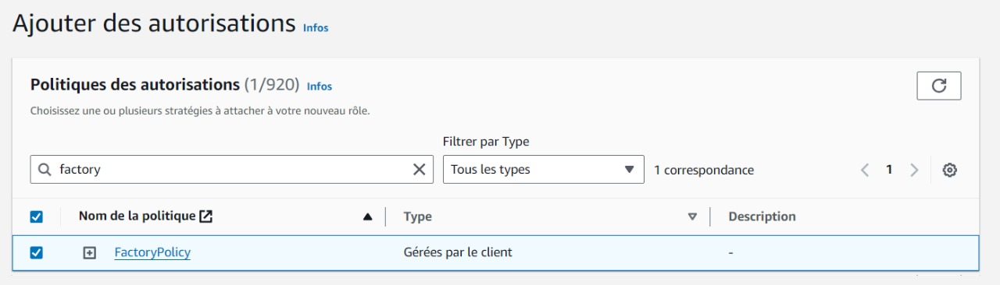 Ajouter des autorisations Infos
Politiques des autorisations (1/920) Infos
Choisissez une ou plusieurs stratégies à attacher à votre nouveau rôle.
Filtrer par Type
factory Tous les types 1 correspondance 1
Nom de la politique Type Description
FactoryPolicy Gérées par le client -